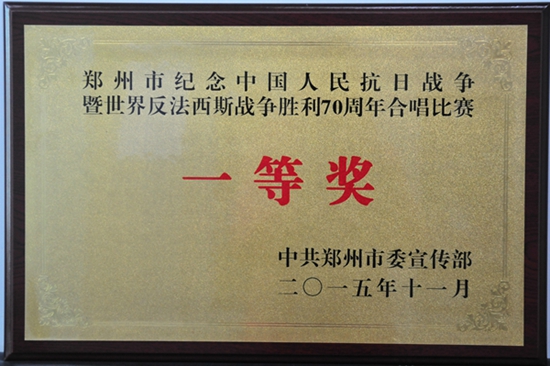 郑州市纪念中国人民抗日战争
暨世界反法西斯战争胜利70周年合唱比赛
一等奖
中共郑州市委宣传部
二〇一五年十一月